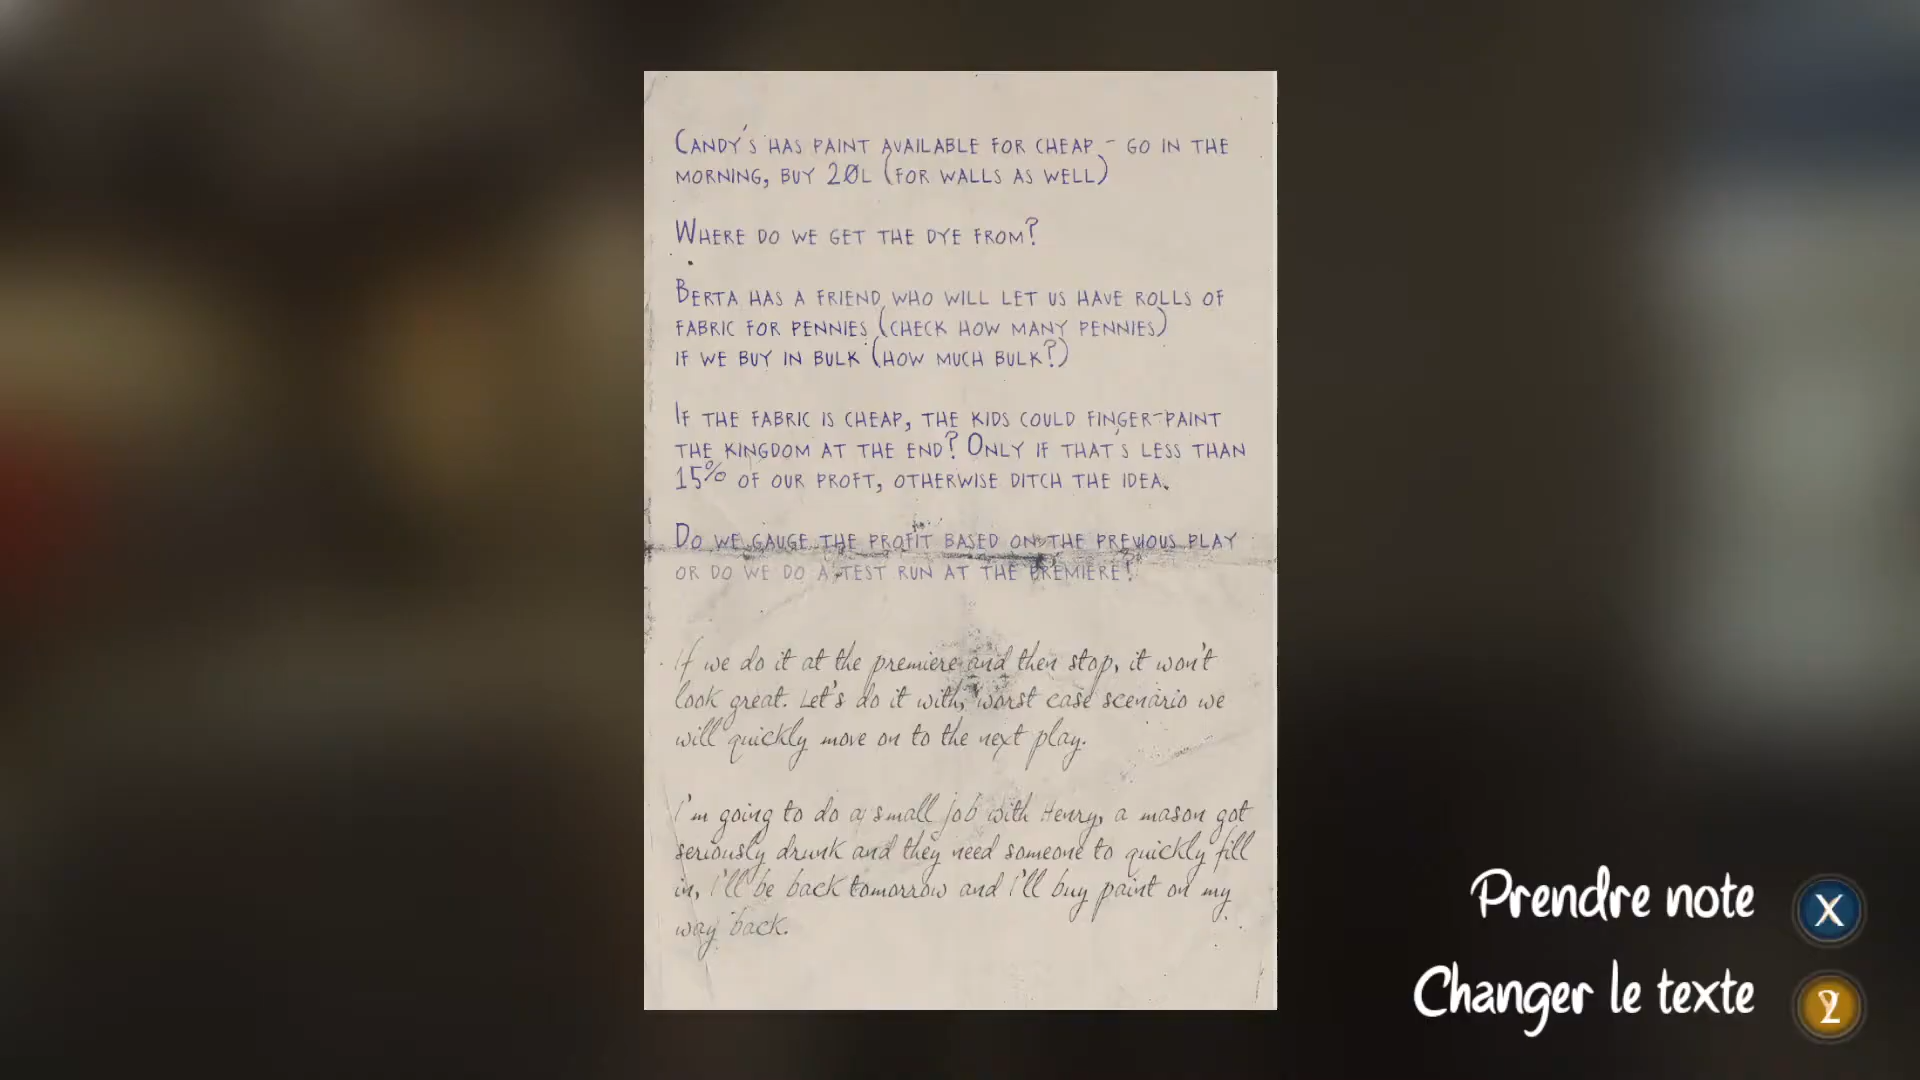 Candy's has paint available for cheap - go in the
morning, buy 20L (for walls as well)
Where do we get the dye from?
Berta has a friend who will let us have rolls of
fabric for pennies (check how many pennies)
if we buy in bulk (how much bulk?)
If the fabric is cheap, the kids could finger-paint
the kingdom at the end? Only if that's less than
15% of our proft, otherwise ditch the idea.
Do we gauge the profit based on the previous play
or do we do a test run at the premiere?
If we do it at the premiere and then stop, it won't
look great. Let's do it with, worst case scenario we
will quickly move on to the next play.
I'm going to do a small job with Henry, a mason got
seriously drunk and they need someone to quickly fill
in, I'll be back tomorrow and I'll buy paint on my
way back.
Prendre note X
Changer le texte Y